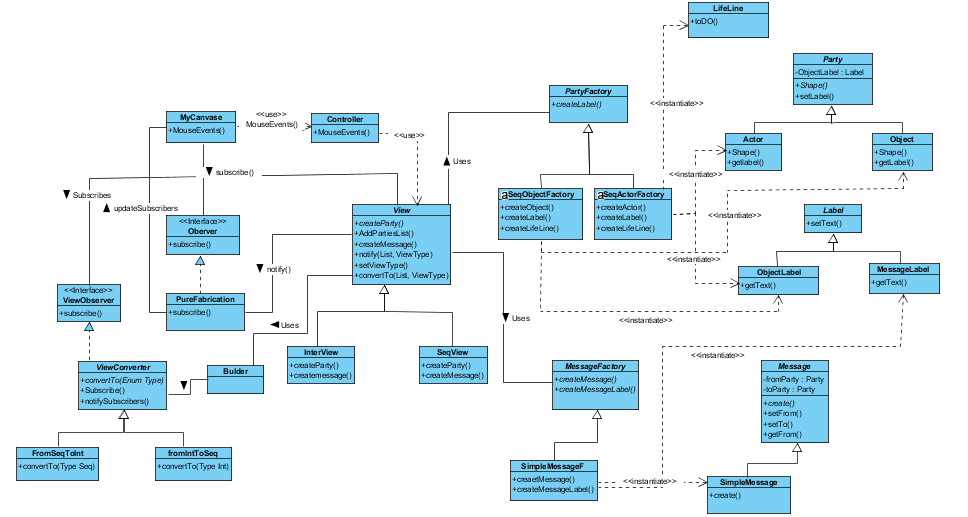 LifeLine
+toDO()
Party
-ObjectLabel : Label
+Shape()
+setLabel()
PartyFactory
+createLabel()
<<instantiate>>
MyCanvase
+MouseEvents()
<<use>>
MouseEvents()
Controller
+MouseEvents()
<<use>>
Actor
+Shape()
+getlabel()
Object
+Shape()
+getLabel()
Uses
subscribe()
<<instantiate>>
Subscribes
updateSubscribers
aSeqObjectFactory
+createObject()
+createLabel()
+createLifeLine()
aSeqActorFactory
+createActor()
+createLabel()
+createLifeLine()
View
+createParty()
+AddPartiesList()
+createMessage()
+notify(List, ViewType)
+setViewType()
+convertTo(List, ViewType)
<<Interface>>
Oberver
+subscribe()
<<instantiate>>
Label
+setText()
<<instantiate>>
notify()
ObjectLabel
+getText()
MessageLabel
+getText()
<<Interface>>
ViewObserver
+subscribe()
PureFabrication
+subscribe()
Uses
Uses
<<instantiate>>
InterView
+createParty()
+createmessage()
SeqView
+createParty()
+createMessage()
<<instantiate>>
ViewConverter
+convertTo(Enum Type)
+Subscribe()
+notifySubscribers()
Bulder
MessageFactory
+createMessage()
+createMessageLabel()
Message
-fromParty : Party
-toParty : Party
+create()
+setFrom()
+setTo()
+getFrom()
FromSeqToInt
+convertTo(Type Seq)
fromIntToSeq
+convertTo(Type Int)
SimpleMessageF
+creaetMessage()
+createMessageLabel()
<<instantiate>>
SimpleMessage
+create()